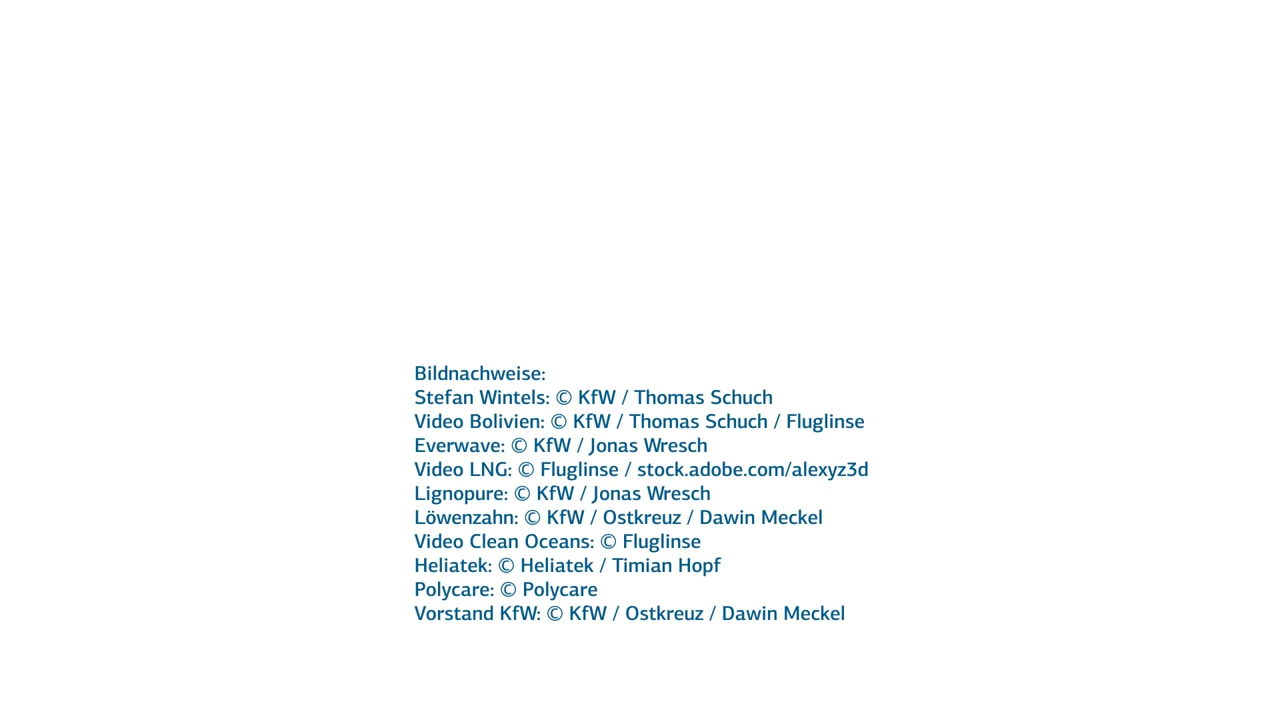 Bildnachweise:
Stefan Wintels: © KfW / Thomas Schuch
Video Bolivien: © KfW / Thomas Schuch / Fluglinse
Everwave: © KfW / Jonas Wresch
Video LNG: © Fluglinse / stock.adobe.com/alexyz3d
Lignopure: © KfW / Jonas Wresch
Löwenzahn: © KfW / Ostkreuz / Dawin Meckel
Video Clean Oceans: © Fluglinse
Heliatek: © Heliatek / Timian Hopf
Polycare: © Polycare
Vorstand KfW: © KfW / Ostkreuz / Dawin Meckel